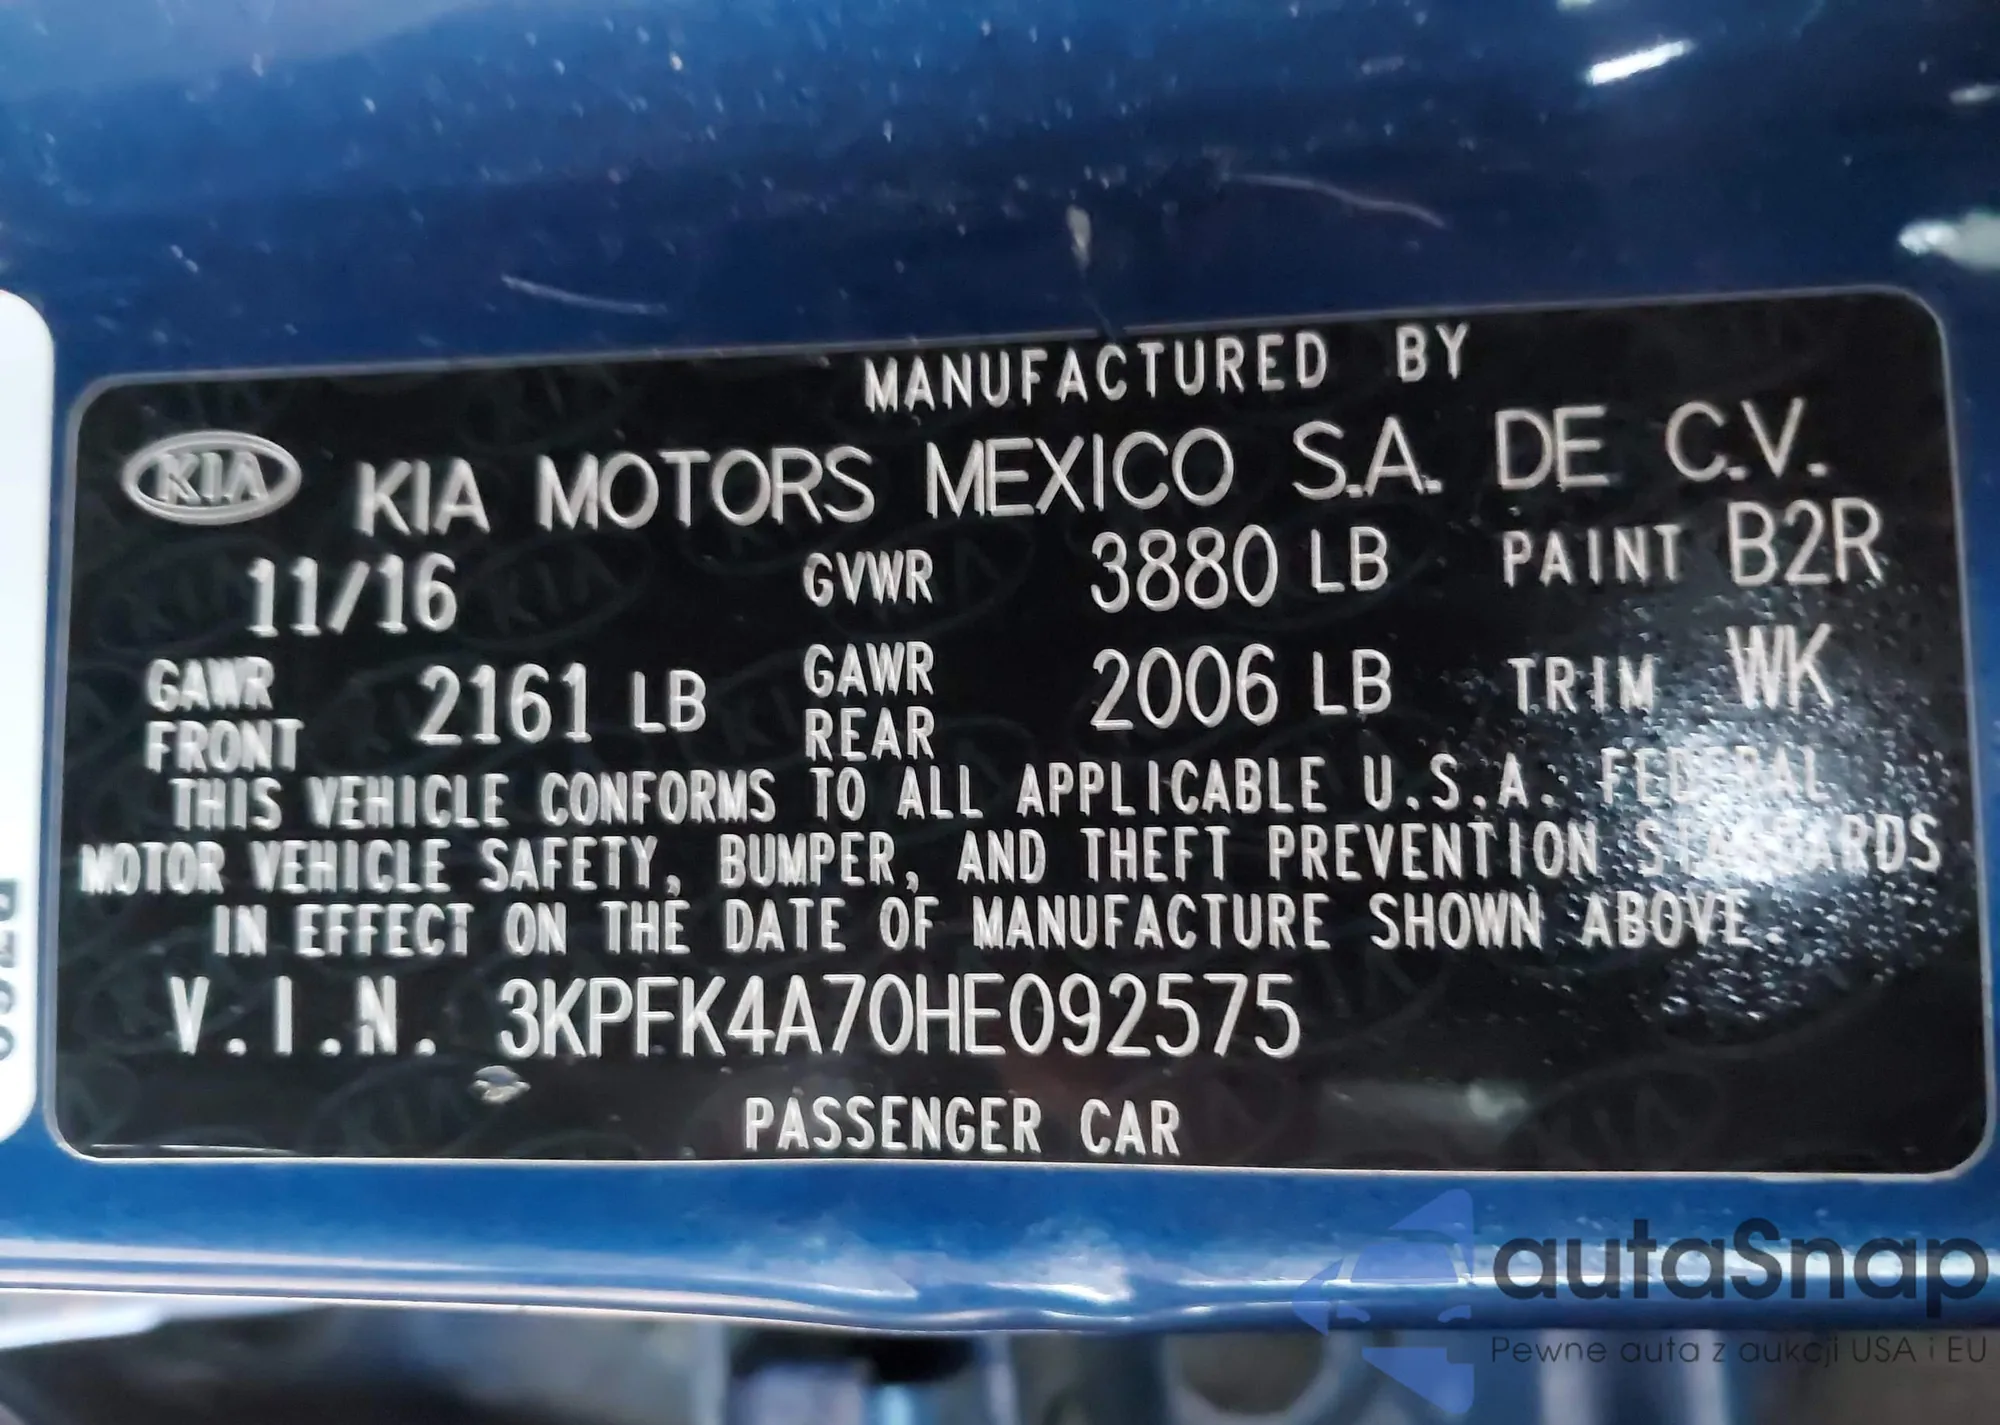 MANUFACTURED BY
KIA KIA MOTORS MEXICO S.A. DE C.V.
11/16 GVWR 3880 LB PAINT B2R
GAWR FRONT 2161 LB GAWR REAR 2006 LB TRIM WK
THIS VEHICLE CONFORMS TO ALL APPLICABLE U.S.A. FEDERAL
MOTOR VEHICLE SAFETY, BUMPER, AND THEFT PREVENTION STANDARDS
IN EFFECT ON THE DATE OF MANUFACTURE SHOWN ABOVE.
V.I.N. 3KPFK4A70HE092575
PASSENGER CAR
autaSnap
Pewne auta z aukcji USA i EU